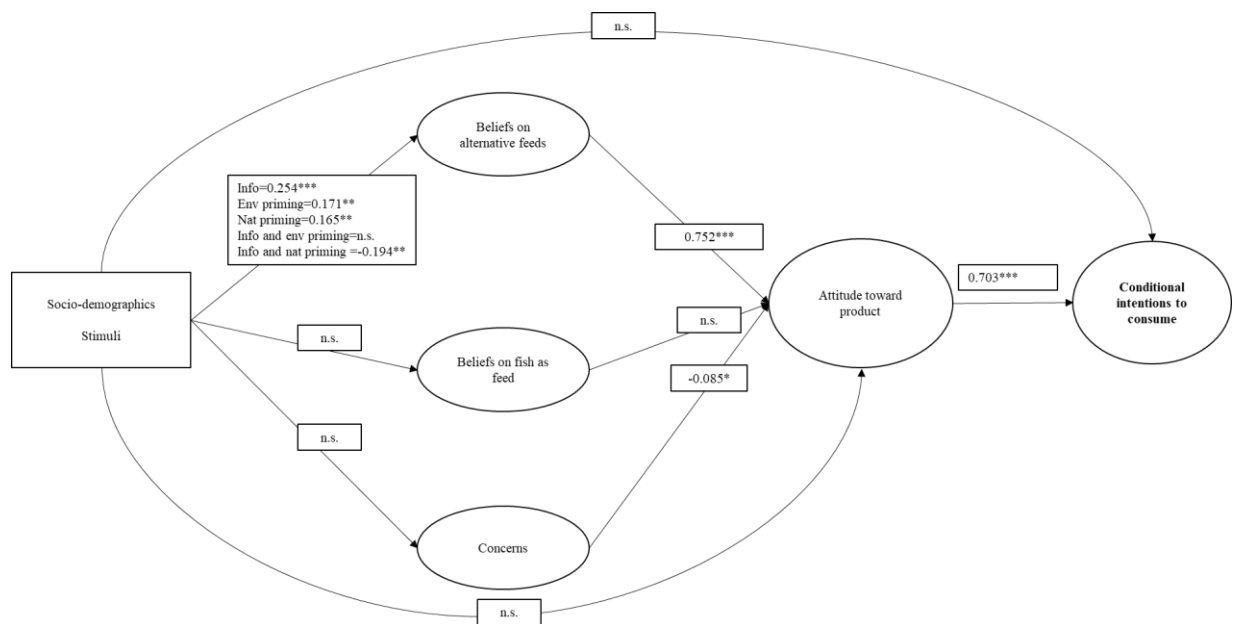 n.s.
Beliefs on
alternative feeds
Info=0.254***
Env priming=0.171**
Nat priming=0.165**
Info and env priming=n.s.
Info and nat priming =-0.194**
0.752***
Socio-demographics
Stimuli
Attitude toward
product
0.703***
Conditional
intentions to
consume
n.s.
n.s.
Beliefs on fish as
feed
-0.085*
n.s.
Concerns
n.s.